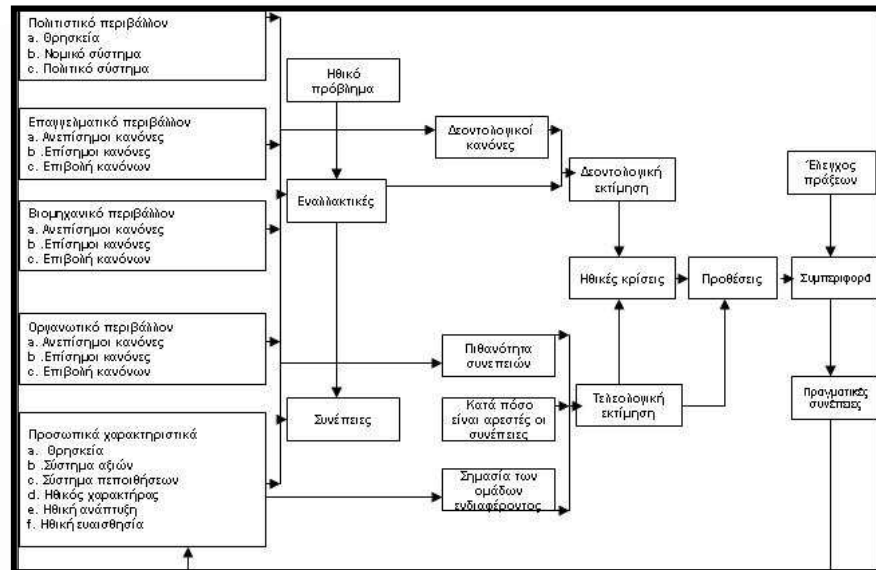 Πολιτιστικό περιβάλλον
a. Θρησκεία
b. Νομικό σύστημα
c. Πολιτικό σύστημα
Επαγγελματικό περιβάλλον
a. Ανεπίσημοι κανόνες
b .Επίσημοι κανόνες
c. Επιβολή κανόνων
Βιομηχανικό περιβάλλον
a. Ανεπίσημοι κανόνες
b .Επίσημοι κανόνες
c. Επιβολή κανόνων
Οργανωτικό περιβάλλον
a. Ανεπίσημοι κανόνες
b .Επίσημοι κανόνες
c. Επιβολή κανόνων
Προσωπικά χαρακτηριστικά
a. Θρησκεία
b .Σύστημα αξιών
c. Σύστημα πεποιθήσεων
d. Ηθικός χαρακτήρας
e. Ηθική ανάπτυξη
f. Ηθική ευαισθησία
Ηθικό
πρόβλημα
Εναλλακτικές
Συνέπειες
Δεοντολογικοί
κανόνες
Πιθανότητα
συνεπειών
Κατά πόσο
είναι αρεστές οι
συνέπειες
Σημασία των
ομάδων
ενδιαφέροντος
Δεοντολογική
εκτίμηση
Ηθικές κρίσεις
Τελεολογική
εκτίμηση
Προθέσεις
Έλεγχος
πράξεων
Συμπεριφορά
Πραγματικές
συνέπειες